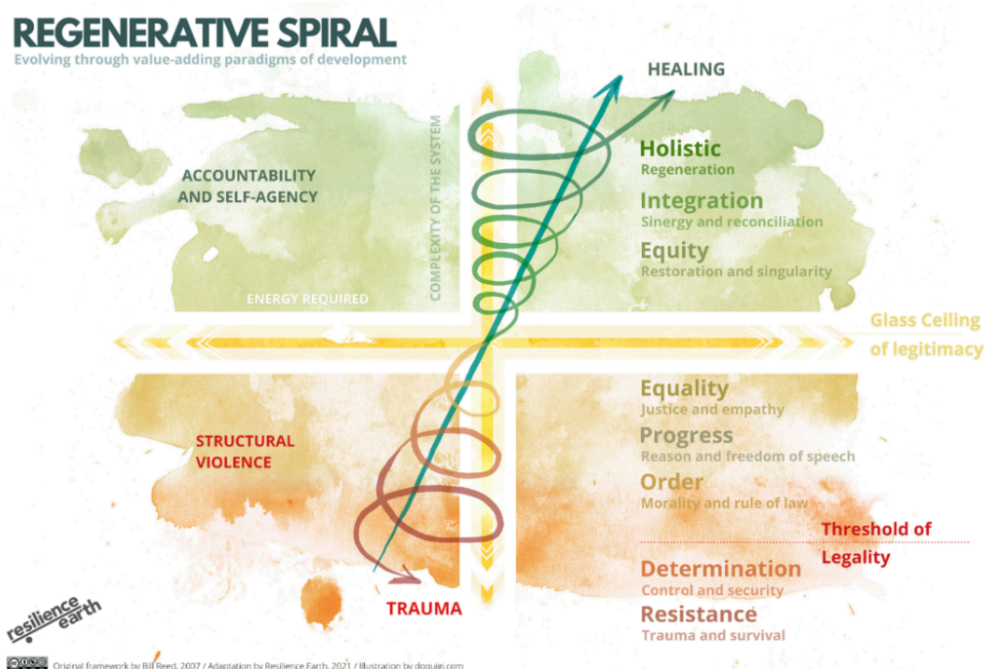 REGENERATIVE SPIRAL
Evolving through value-adding paradigms of development
HEALING
COMPLEXITY OF THE SYSTEM
ACCOUNTABILITY
AND SELF-AGENCY
ENERGY REQUIRED
Holistic
Regeneration
Integration
Sinergy and reconciliation
Equity
Restoration and singularity
Glass Ceiling
of legitimacy
Equality
Justice and empathy
Progress
Reason and freedom of speech
Order
Morality and rule of law
STRUCTURAL
VIOLENCE
Threshold of
Legality
Determination
Control and security
Resistance
Trauma and survival
TRAUMA
resilience
earth
Original framework by Bill Reed, 2007 / Adaptation by Resilience.Earth, 2021 / Illustration by doguigi.com